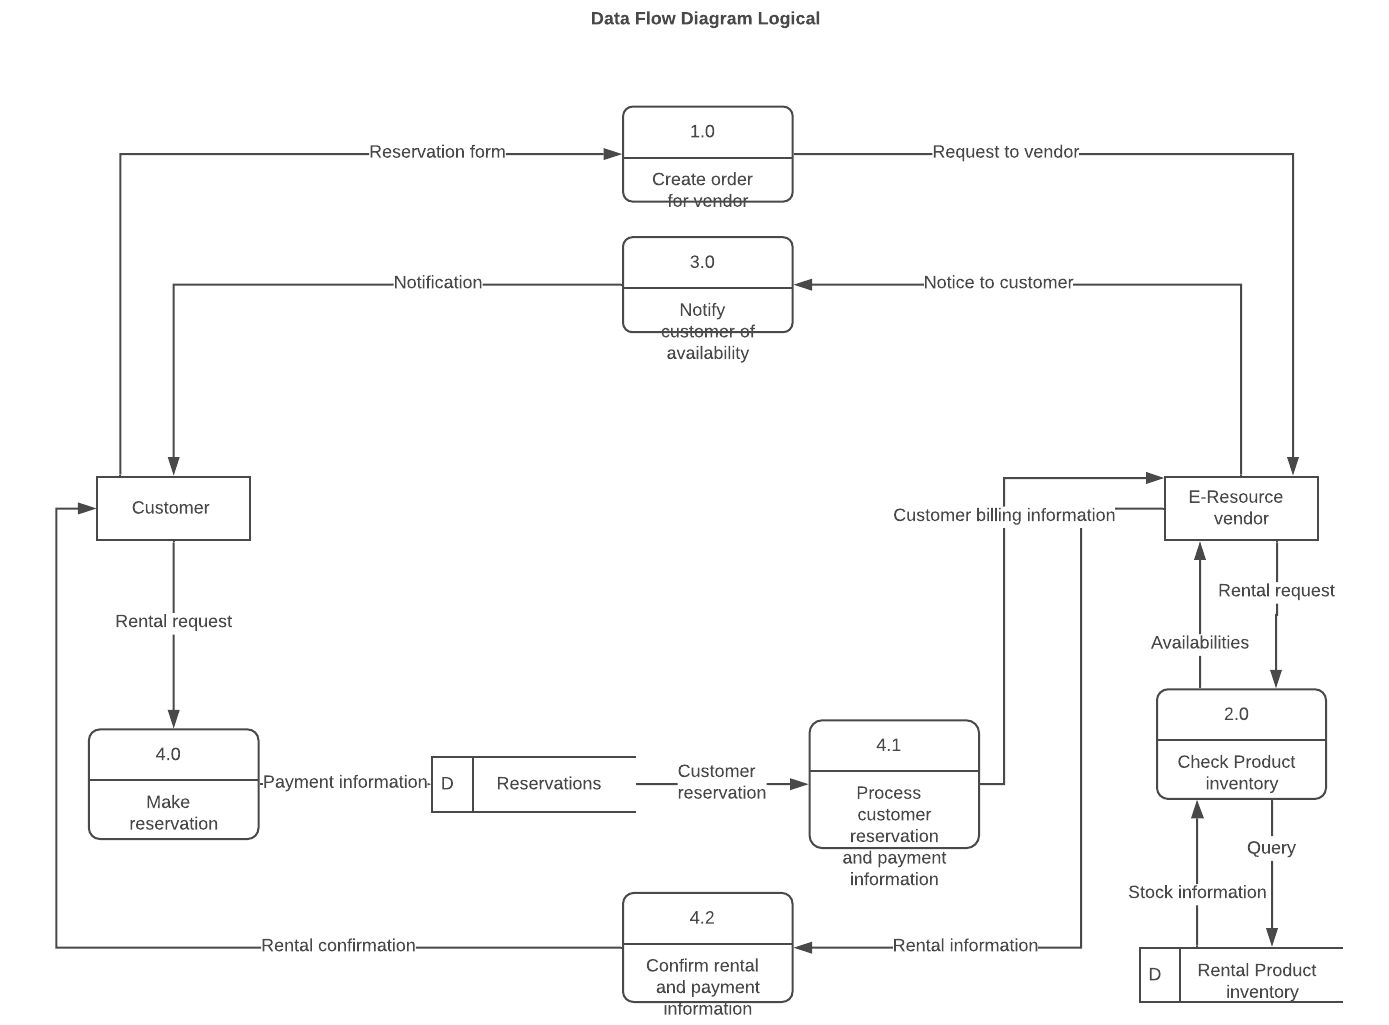 Data Flow Diagram Logical
1.0
Reservation form
Request to vendor
Create order
for vendor
3.0
Notification
Notice to customer
Notify
customer of
availability
Customer
E-Resource
vendor
Customer billing information
Rental request
Rental request
Availabilities
2.0
4.0
4.1
Check Product
inventory
Payment information
D
Reservations
Customer
reservation
Make
reservation
Process
customer
reservation
and payment
information
Query
Stock information
4.2
Rental confirmation
Rental information
Confirm rental
and payment
information
D
Rental Product
inventory